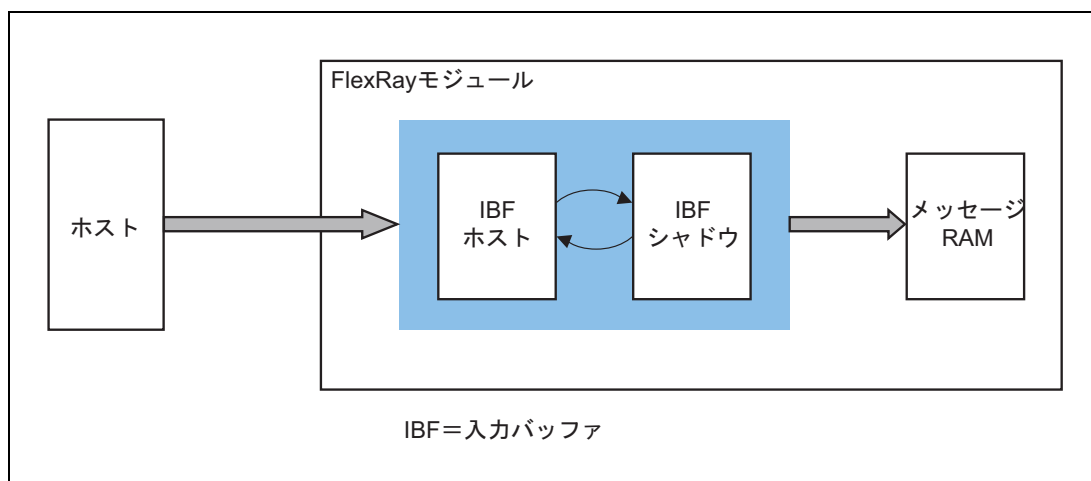 FlexRayモジュール
ホスト
IBF
ホスト
IBF
シャドウ
メッセージ
RAM
IBF＝入力バッファ